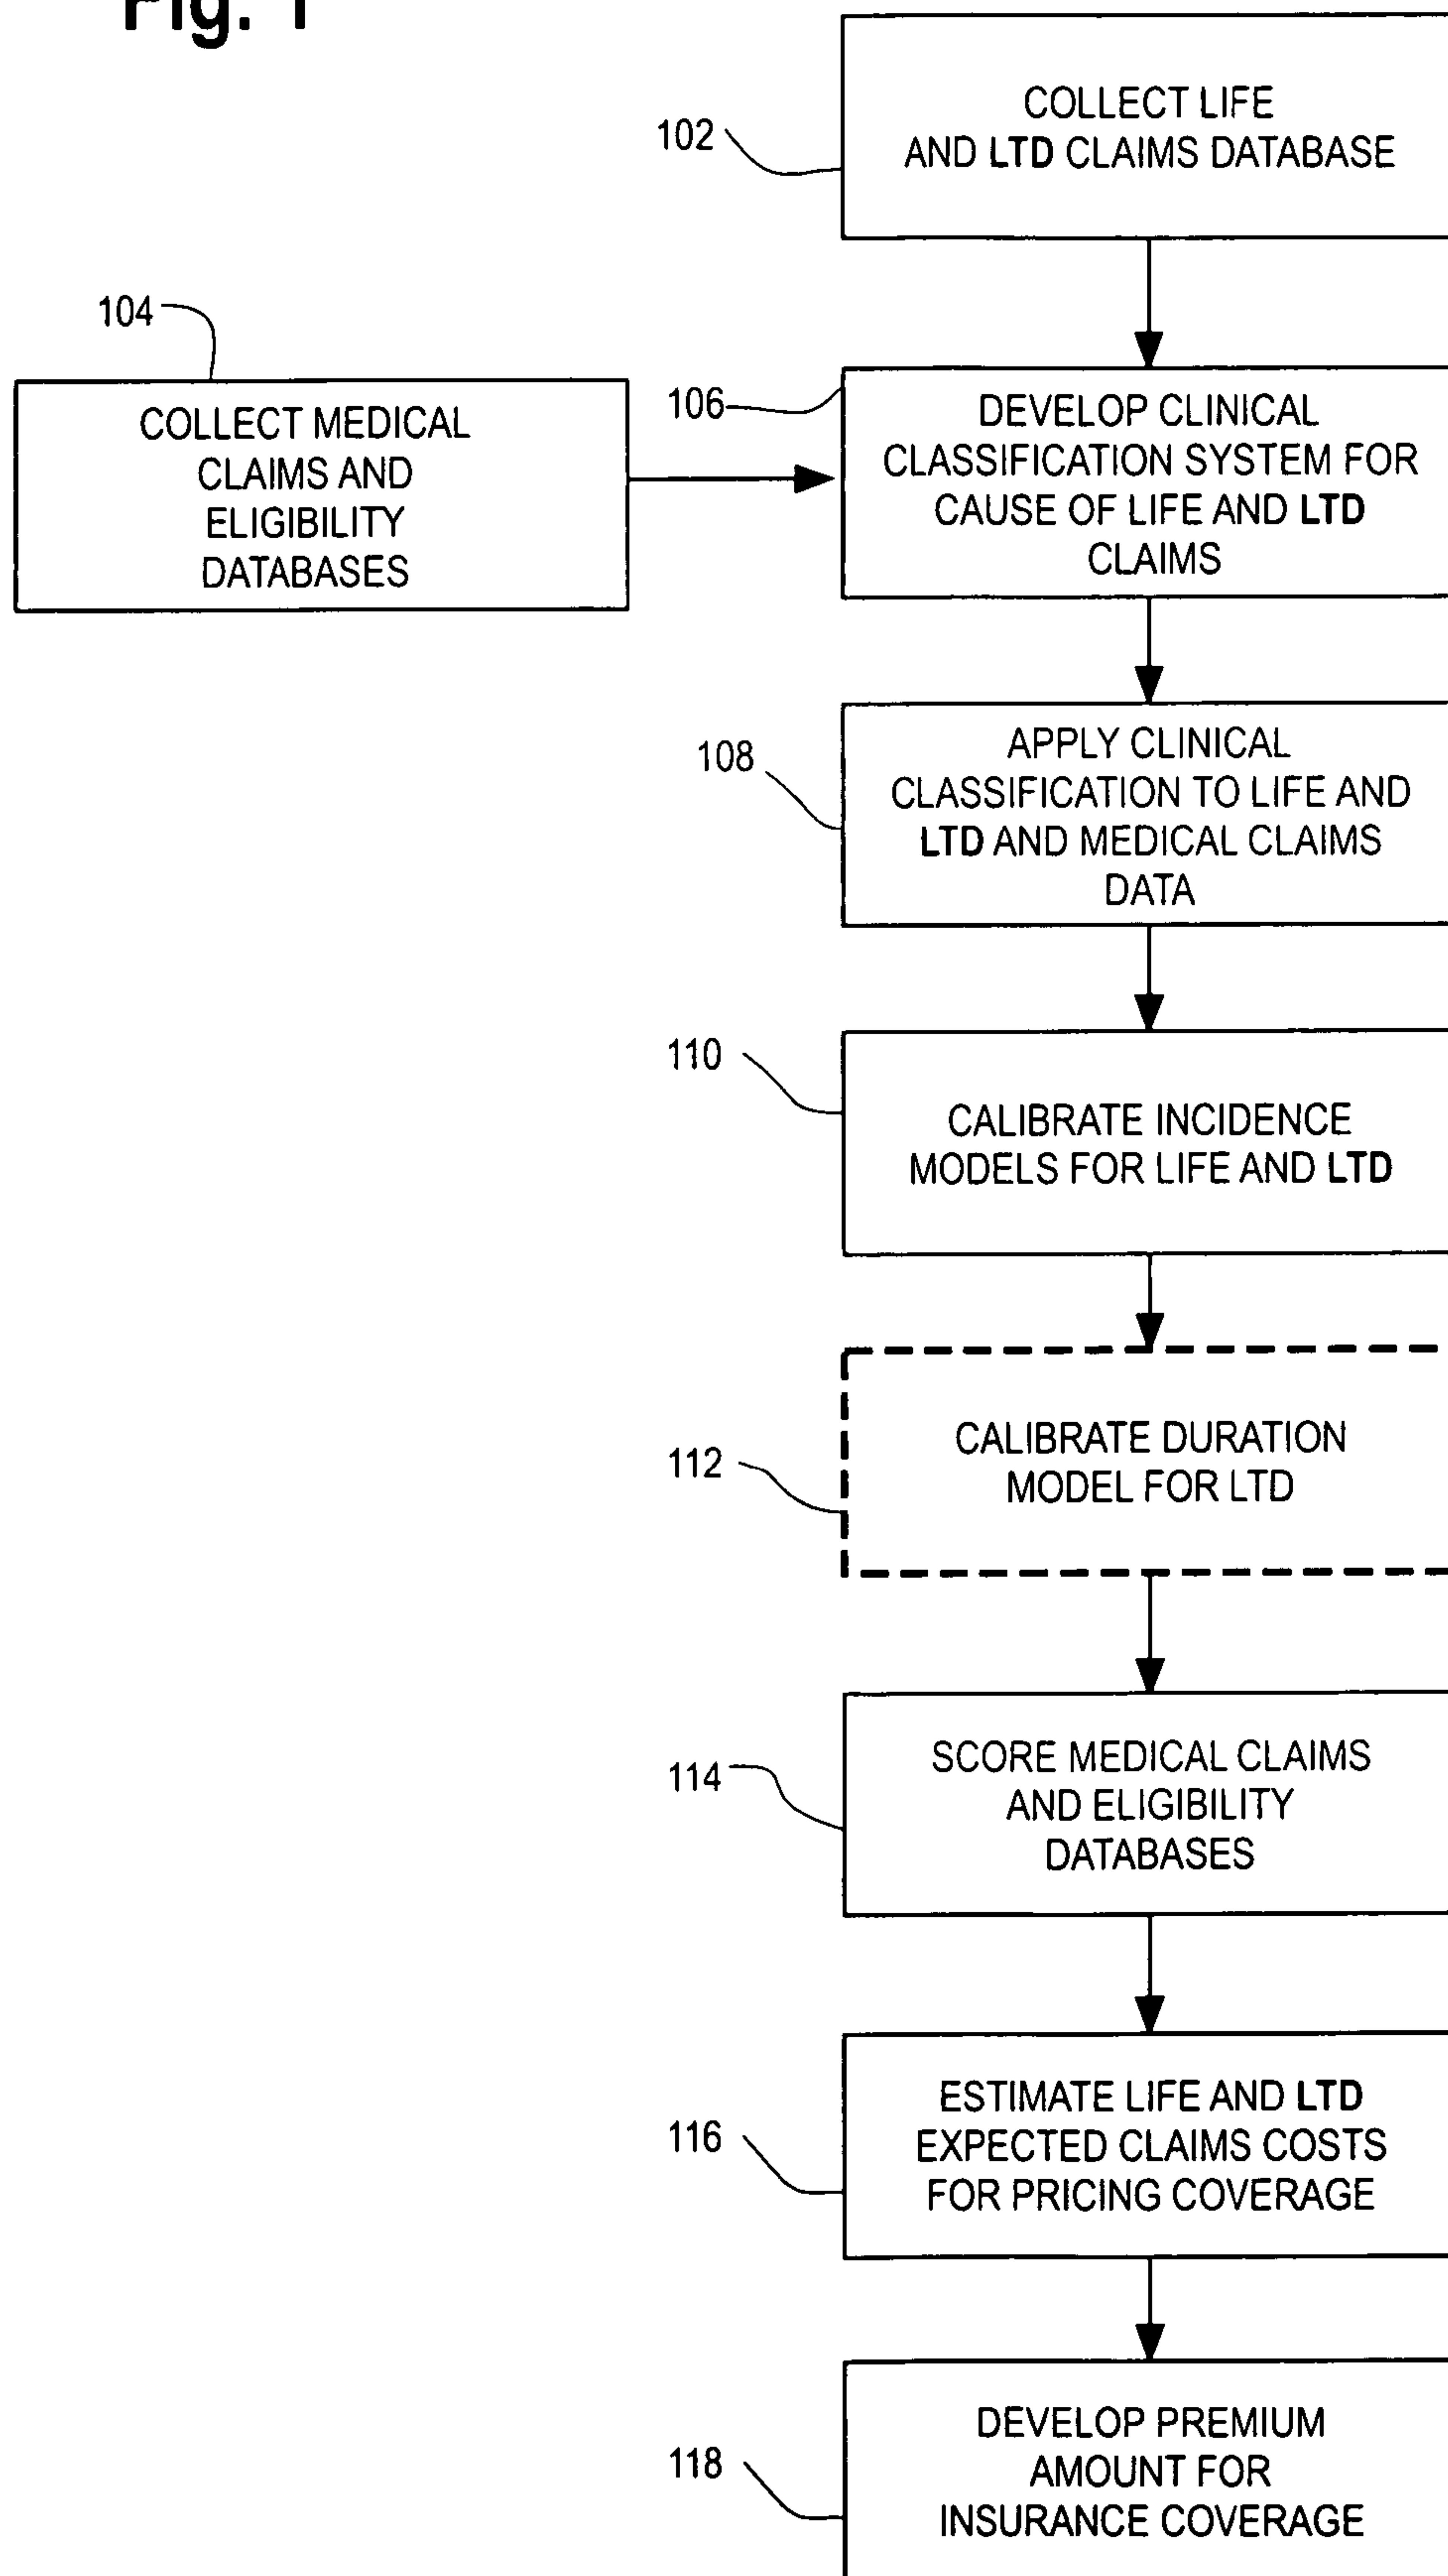 Fig. 1
102
COLLECT LIFE
AND LTD CLAIMS DATABASE
104
COLLECT MEDICAL
CLAIMS AND
ELIGIBILITY
DATABASES
106
DEVELOP CLINICAL
CLASSIFICATION SYSTEM FOR
CAUSE OF LIFE AND LTD
CLAIMS
108
APPLY CLINICAL
CLASSIFICATION TO LIFE AND
LTD AND MEDICAL CLAIMS
DATA
110
CALIBRATE INCIDENCE
MODELS FOR LIFE AND LTD
112
CALIBRATE DURATION
MODEL FOR LTD
114
SCORE MEDICAL CLAIMS
AND ELIGIBILITY
DATABASES
116
ESTIMATE LIFE AND LTD
EXPECTED CLAIMS COSTS
FOR PRICING COVERAGE
118
DEVELOP PREMIUM
AMOUNT FOR
INSURANCE COVERAGE